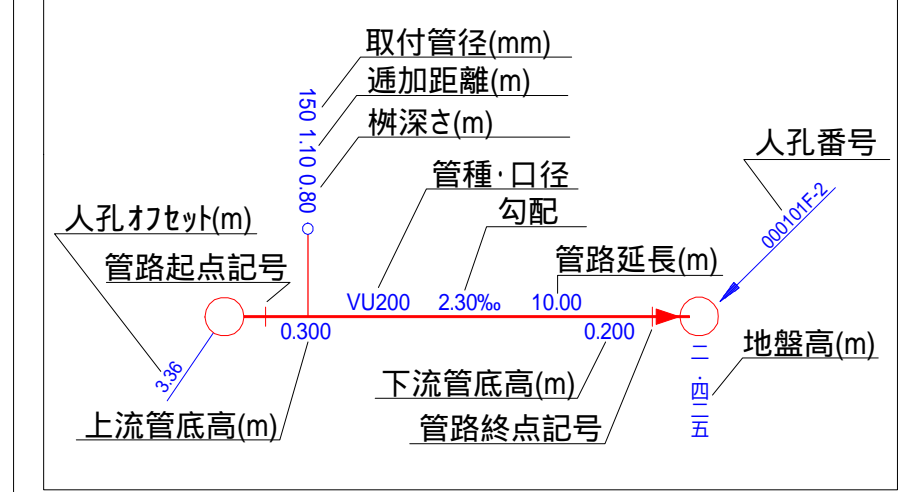 取付管径(mm)
逓加距離(m)
桝深さ(m)
150 1.10 0.80
管種・口径
勾配
人孔番号
000101F-2
人孔オフセット(m)
管路起点記号
管路延長(m)
VU200 2.30‰ 10.00
0.300
0.200
3.36
地盤高(m)
二.四二五
下流管底高(m)
上流管底高(m)
管路終点記号